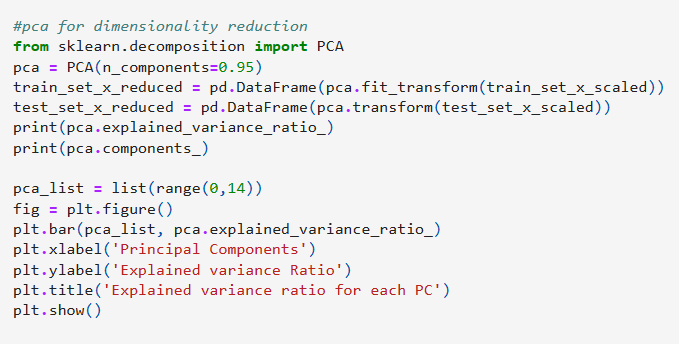 #pca for dimensionality reduction
from sklearn.decomposition import PCA
pca = PCA(n_components=0.95)
train_set_x_reduced = pd.DataFrame(pca.fit_transform(train_set_x_scaled))
test_set_x_reduced = pd.DataFrame(pca.transform(test_set_x_scaled))
print(pca.explained_variance_ratio_)
print(pca.components_)
pca_list = list(range(0,14))
fig = plt.figure()
plt.bar(pca_list, pca.explained_variance_ratio_)
plt.xlabel('Principal Components')
plt.ylabel('Explained variance Ratio')
plt.title('Explained variance ratio for each PC')
plt.show()